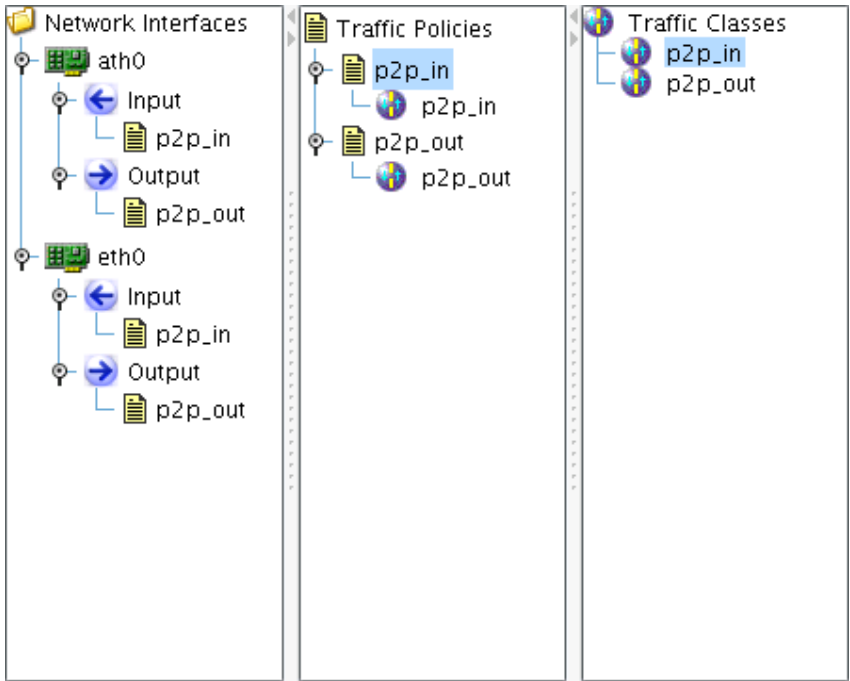 Network Interfaces
ath0
Input
p2p_in
Output
p2p_out
eth0
Input
p2p_in
Output
p2p_out
Traffic Policies
p2p_in
p2p_in
p2p_out
p2p_out
Traffic Classes
p2p_in
p2p_out